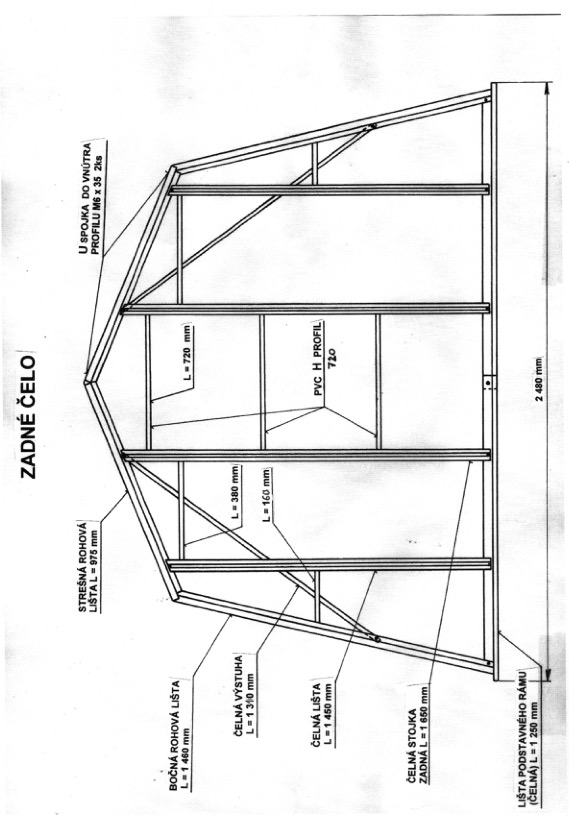 ZADNÉ ČELO
U SPOJKA DO VNÚTRA
PROFILU M6 x 35 2ks
STREŠNÁ ROHOVÁ
LIŠTA L = 975 mm
L = 720 mm
PVC H PROFIL
720
L = 380 mm
L = 160 mm
BOČNÁ ROHOVÁ LIŠTA
L = 1 460 mm
ČELNÁ VÝSTUHA
L = 1 310 mm
ČELNÁ LIŠTA
L = 1 450 mm
ČELNÁ STOJKA
ZADNÁ L = 1 650 mm
LIŠTA PODSTAVNÉHO RÁMU
(ČELNÁ) L = 1 250 mm
2 480 mm